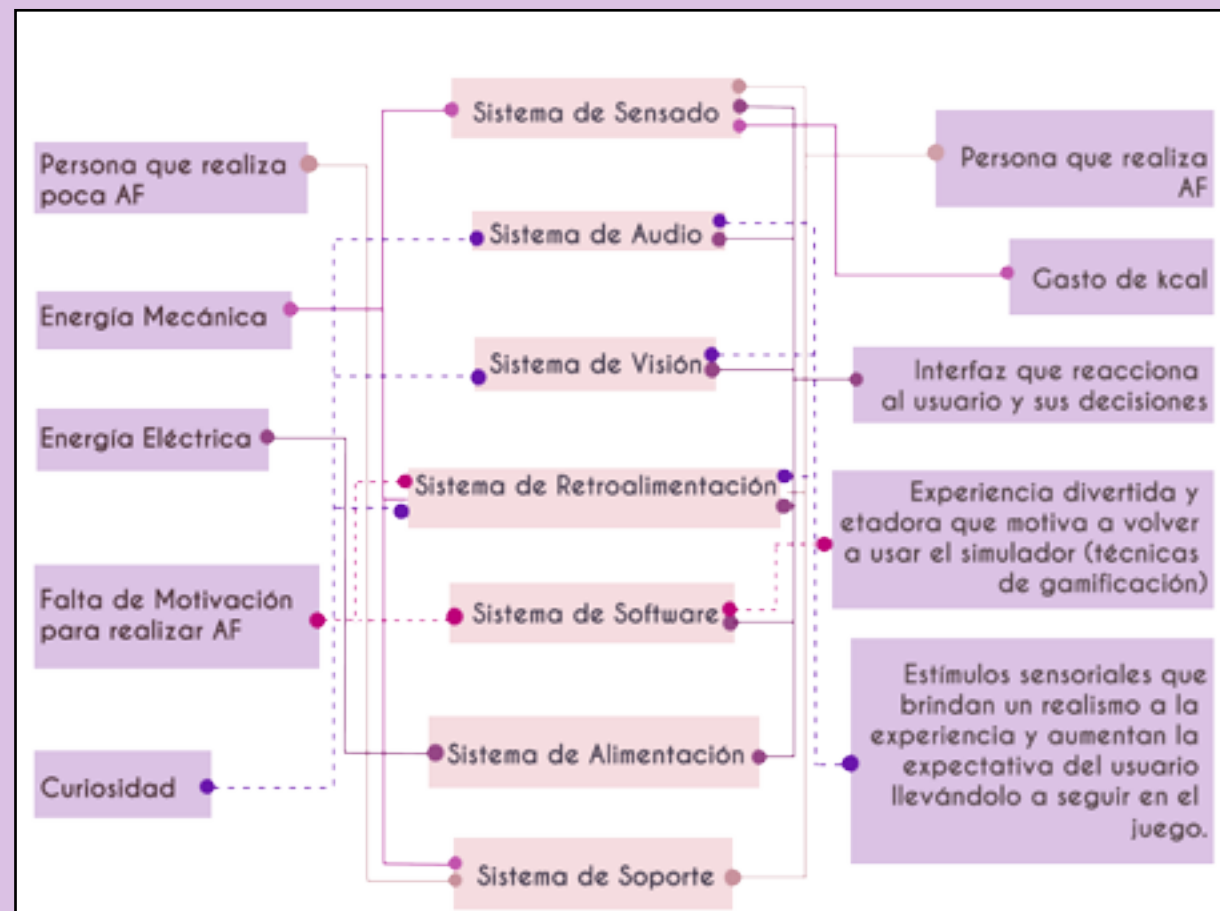 Persona que realiza
poca AF
Energía Mecánica
Energía Eléctrica
Falta de Motivación
para realizar AF
Curiosidad
Sistema de Sensado
Sistema de Audio
Sistema de Visión
Sistema de Retroalimentación
Sistema de Software
Sistema de Alimentación
Sistema de Soporte
Persona que realiza
AF
Gasto de kcal
Interfaz que reacciona
al usuario y sus decisiones
Experiencia divertida y
etadora que motiva a volver
a usar el simulador (técnicas
de gamificación)
Estímulos sensoriales que
brindan un realismo a la
experiencia y aumentan la
expectativa del usuario
llevándolo a seguir en el
juego.